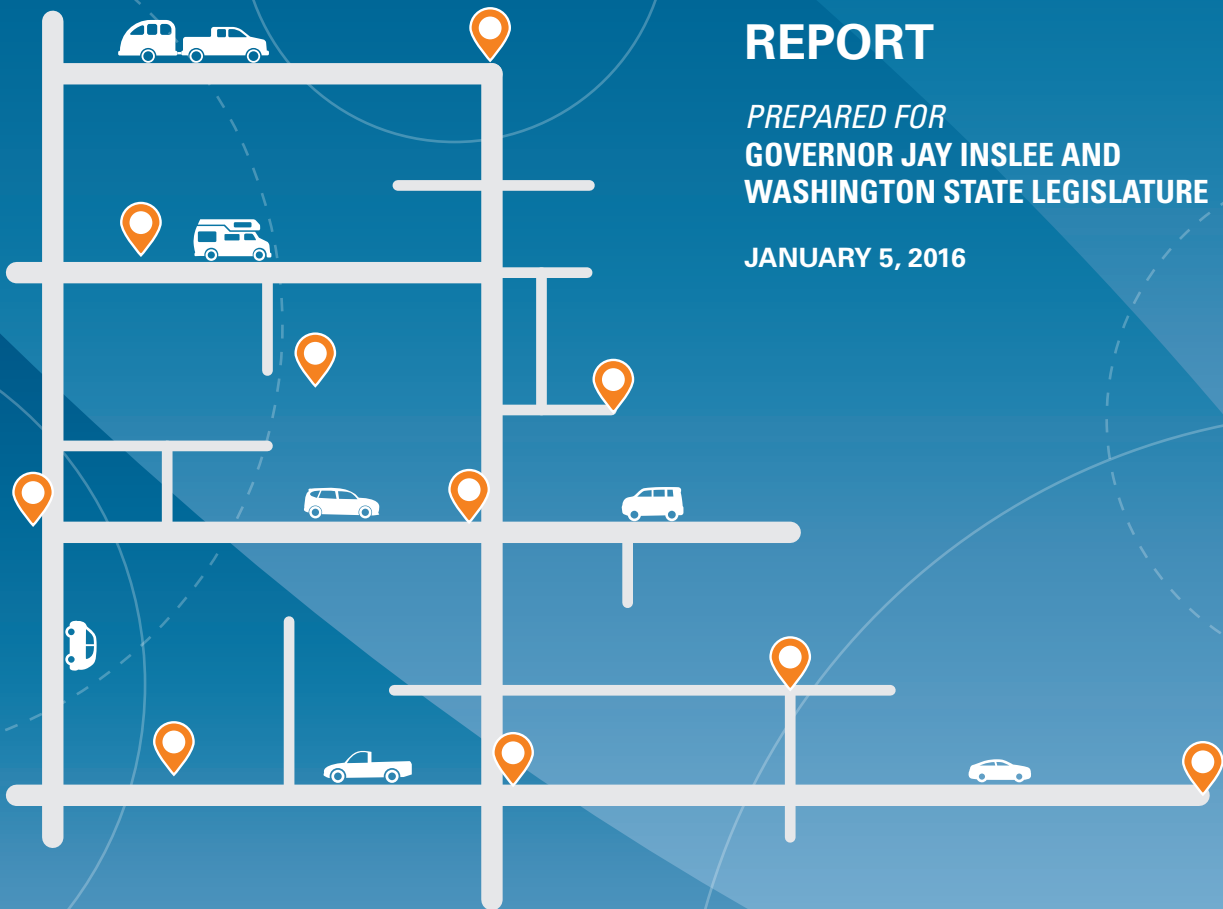 REPORT
PREPARED FOR
GOVERNOR JAY INSLEE AND
WASHINGTON STATE LEGISLATURE
JANUARY 5, 2016